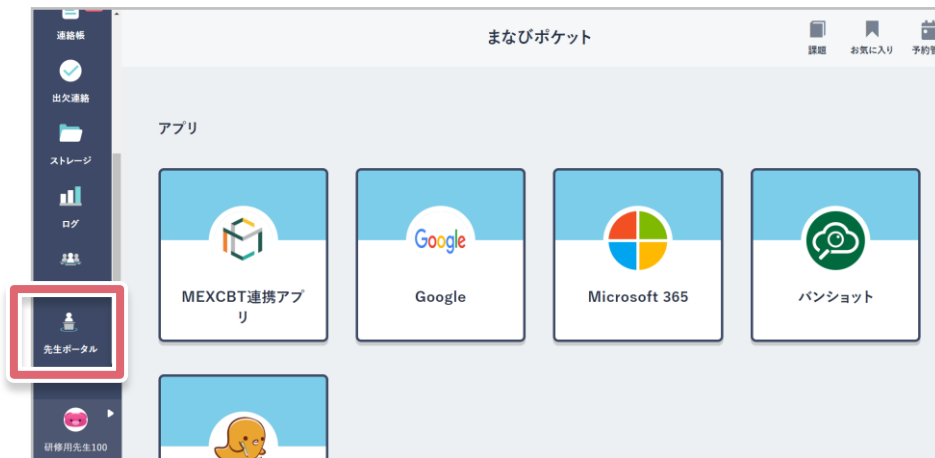 連絡帳
出欠連絡
ストレージ
ログ
先生ポータル
研修用先生100
まなびポケット
課題
お気に入り
アプリ
MEXCBT連携アプ
リ
Google
Google
Microsoft 365
バンショット